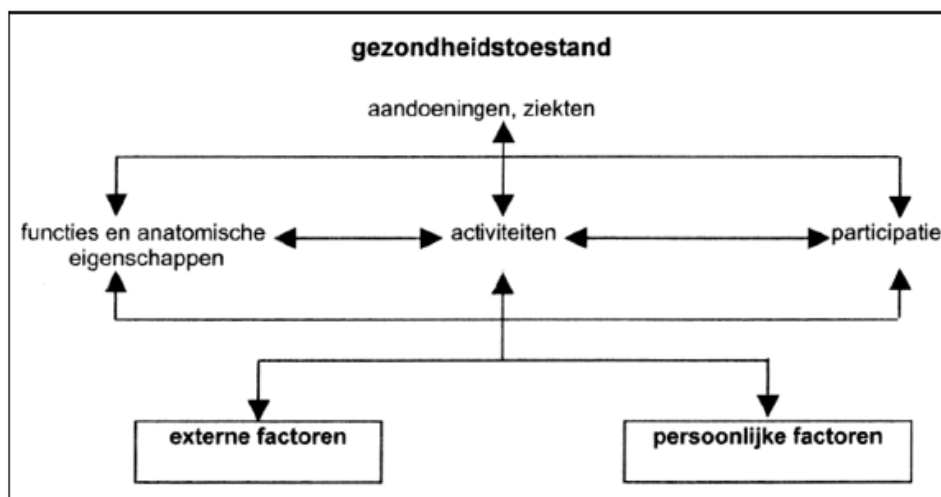 gezondheidstoestand
aandoeningen, ziekten
functies en anatomische
eigenschappen
activiteiten
participatie
externe factoren
persoonlijke factoren